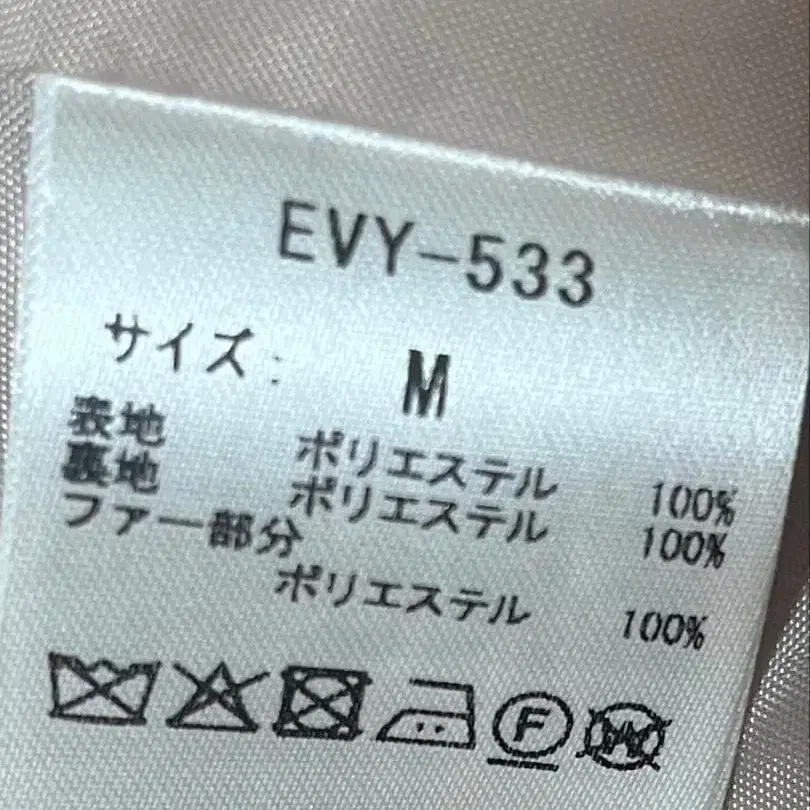 EVY-533
サイズ: M
表地 ポリエステル 100%
裏地 ポリエステル 100%
ファー部分
ポリエステル 100%
F W